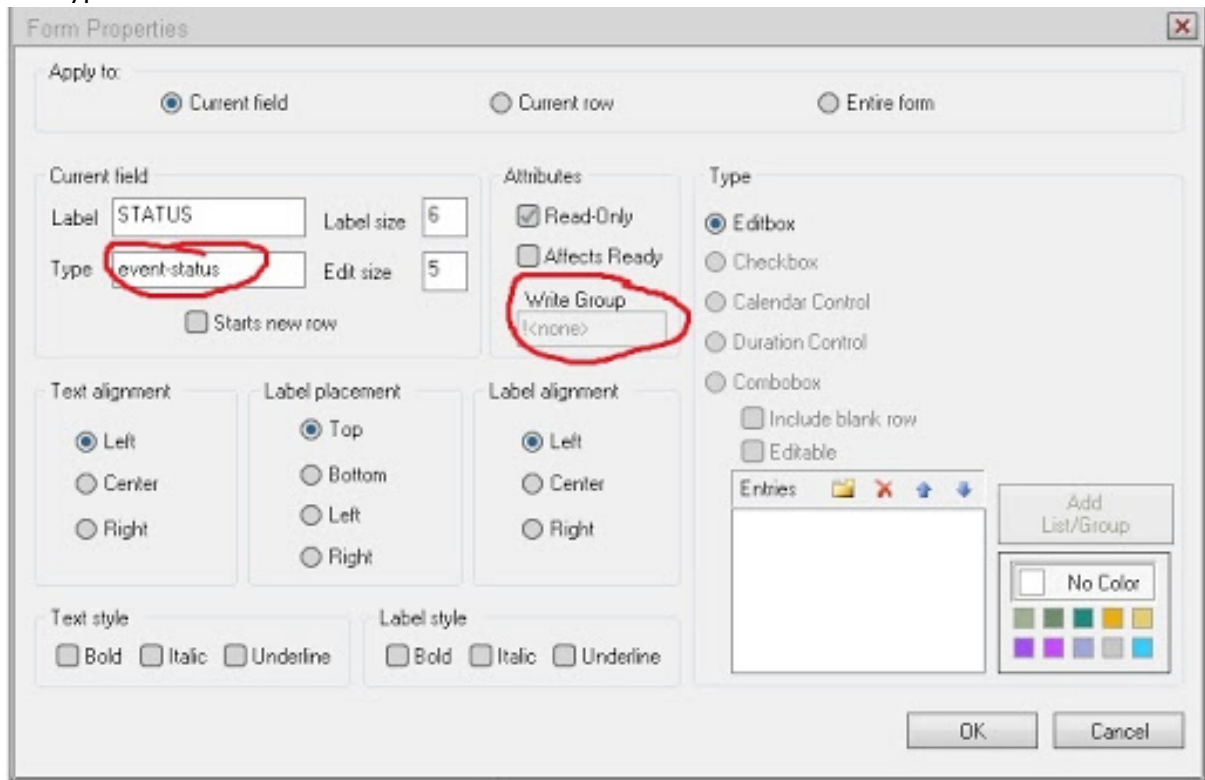 Form Properties
Apply to:
Current field Current row Entire form
Current field
Label STATUS Label size 6
Type event-status Edit size 5
Starts new row
Attributes
Read-Only
Affects Ready
Write Group
!<none>
Type
Editbox
Checkbox
Calendar Control
Duration Control
Combobox
Include blank row
Editable
Entries
Add
List/Group
No Color
Text alignment
Left
Center
Right
Label placement
Top
Bottom
Left
Right
Label alignment
Left
Center
Right
Text style
Bold Italic Underline
Label style
Bold Italic Underline
OK Cancel